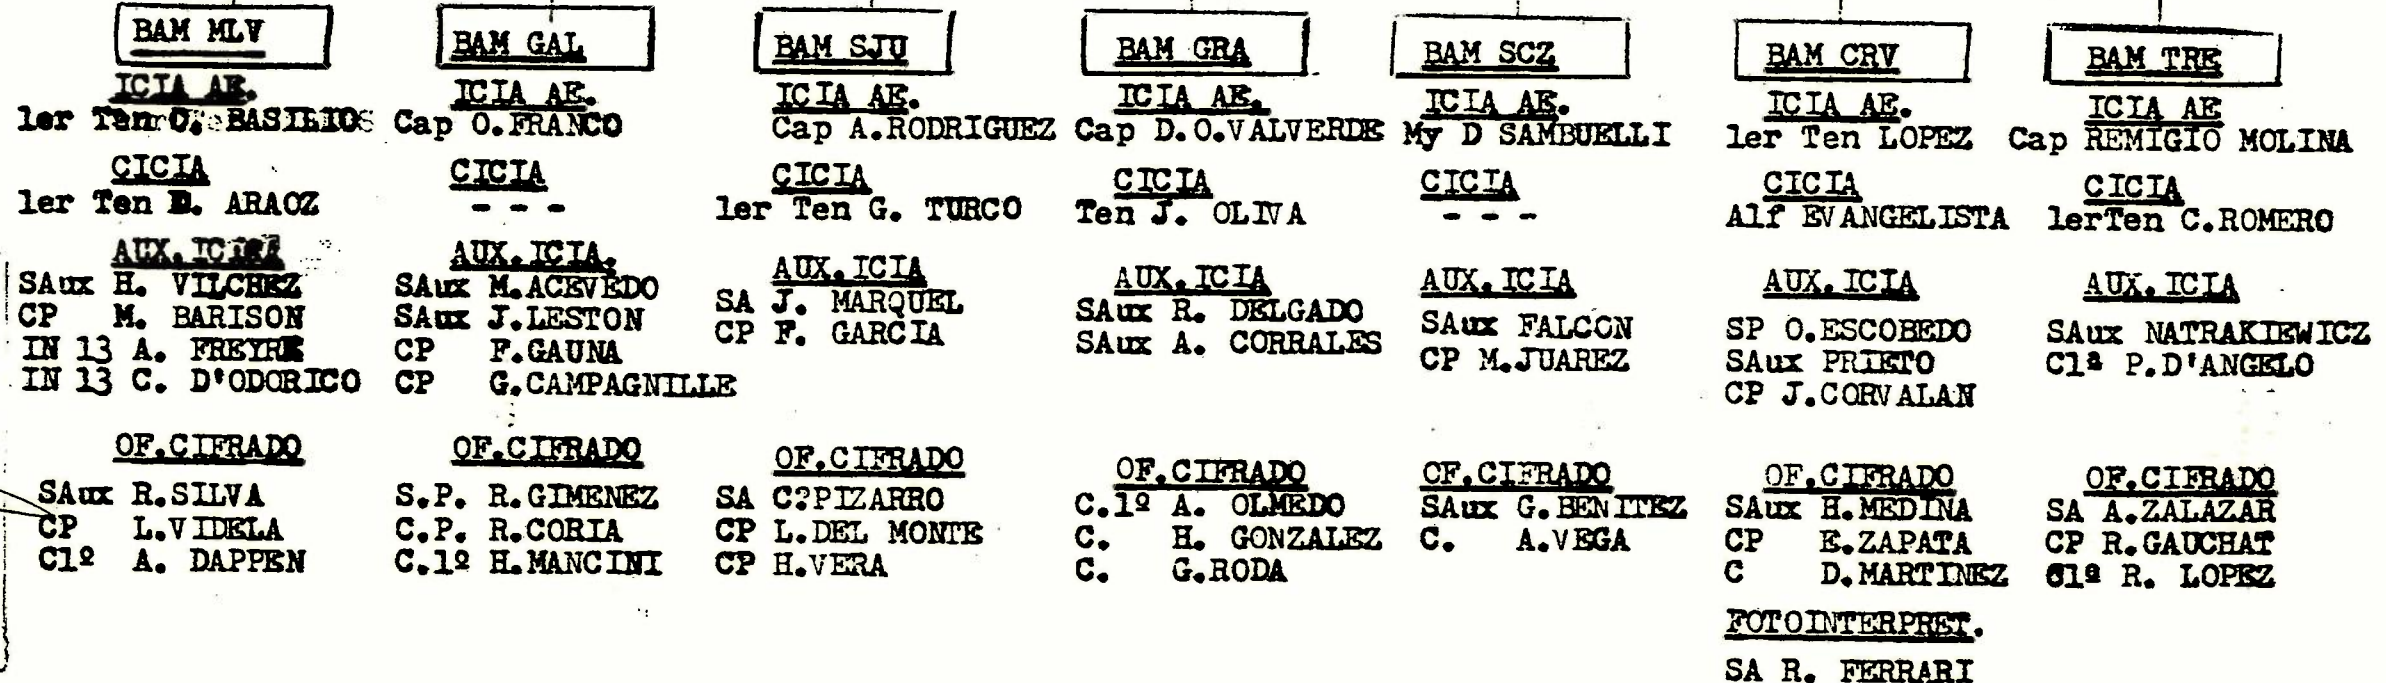 BAM MLV
ICIA AE.
1er Ten O. BASILIOS
CICIA
1er Ten D. ARAOZ
AUX.ICIA
SAux H. VILCHEZ
CP M. BARISON
IN 13 A. FREYRE
IN 13 C. D'ODORICO
OF.CIFRADO
SAux R.SILVA
CP L.VIDELA
C1º A. DAPPEN
BAM GAL
ICIA AE.
Cap O.FRANCO
CICIA
- - -
AUX.ICIA.
SAux M.ACEVEDO
SAux J.LESTON
CP F.GAUNA
CP G.CAMPAGNILLE
OF.CIFRADO
S.P. R.GIMENEZ
C.P. R.CORIA
C.1º H.MANCINI
BAM SJU
ICIA AE.
Cap A.RODRIGUEZ
CICIA
1er Ten G. TURCO
AUX.ICIA
SA J. MARQUEL
CP F. GARCIA
OF.CIFRADO
SA C?PIZARRO
CP L.DEL MONTE
CP H.VERA
BAM GRA
ICIA AE.
Cap D.O.VALVERDE
CICIA
Ten J. OLIVA
AUX.ICIA
SAux R. DELGADO
SAux A. CORRALES
OF.CIFRADO
C.1º A. OLMEDO
C. H. GONZALEZ
C. G.RODA
BAM SCZ
ICIA AE.
My D SAMBUELLI
CICIA
- - -
AUX.ICIA
SAux FALCON
CP M.JUAREZ
OF.CIFRADO
SAux G.BENITEZ
C. A.VEGA
BAM CRV
ICIA AE.
1er Ten LOPEZ
CICIA
Alf EVANGELISTA
AUX.ICIA
SP O.ESCOBEDO
SAux PRIETO
CP J.CORVALAN
OF.CIFRADO
SAux H.MEDINA
CP E.ZAPATA
C D.MARTINEZ
FOTOINTERPRET.
SA R. FERRARI
BAM TRE
ICIA AE
Cap REMIGIO MOLINA
CICIA
1erTen C.ROMERO
AUX.ICIA
SAux NATRAKIEWICZ
C1ª P.D'ANGELO
OF.CIFRADO
SA A.ZALAZAR
CP R.GAUCHAT
C1ª R. LOPEZ